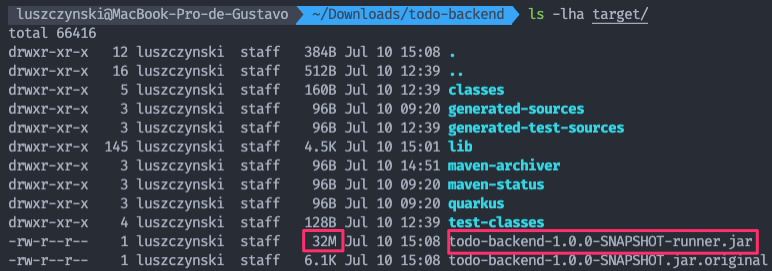 luszczynski@MacBook-Pro-de-Gustavo ~/Downloads/todo-backend ls -lha target/
total 66416
drwxr-xr-x 12 luszczynski staff 384B Jul 10 15:08 .
drwxr-xr-x 16 luszczynski staff 512B Jul 10 12:39 ..
drwxr-xr-x 5 luszczynski staff 160B Jul 10 12:39 classes
drwxr-xr-x 3 luszczynski staff 96B Jul 10 09:20 generated-sources
drwxr-xr-x 3 luszczynski staff 96B Jul 10 12:39 generated-test-sources
drwxr-xr-x 145 luszczynski staff 4.5K Jul 10 15:01 lib
drwxr-xr-x 3 luszczynski staff 96B Jul 10 14:51 maven-archiver
drwxr-xr-x 3 luszczynski staff 96B Jul 10 09:20 maven-status
drwxr-xr-x 3 luszczynski staff 96B Jul 10 09:20 quarkus
drwxr-xr-x 4 luszczynski staff 128B Jul 10 12:39 test-classes
-rw-r--r-- 1 luszczynski staff 32M Jul 10 15:08 todo-backend-1.0.0-SNAPSHOT-runner.jar
-rw-r--r-- 1 luszczynski staff 6.1K Jul 10 15:08 todo-backend-1.0.0-SNAPSHOT.jar.original